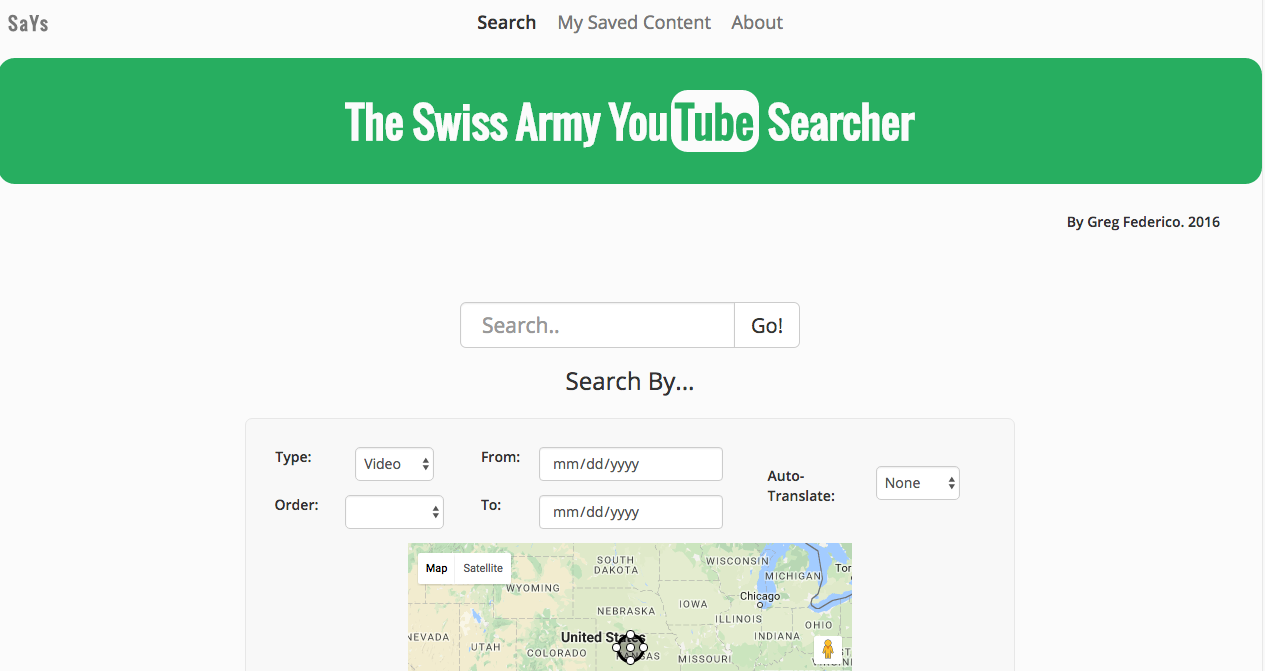 SaYs
Search My Saved Content About
The Swiss Army YouTube Searcher
By Greg Federico. 2016
Search.. Go!
Search By...
Type: Video From: mm/dd/yyyy
Auto-
Translate: None
Order: To: mm/dd/yyyy
Map Satellite
SOUTH
DAKOTA
WISCONSIN
MICHIGAN
Tor
WYOMING
Chicago
NEBRASKA
IOWA
ILLINOIS
OHIO
NEVADA
United States
INDIANA
UTAH
COLORADO
KANSAS
MISSOURI